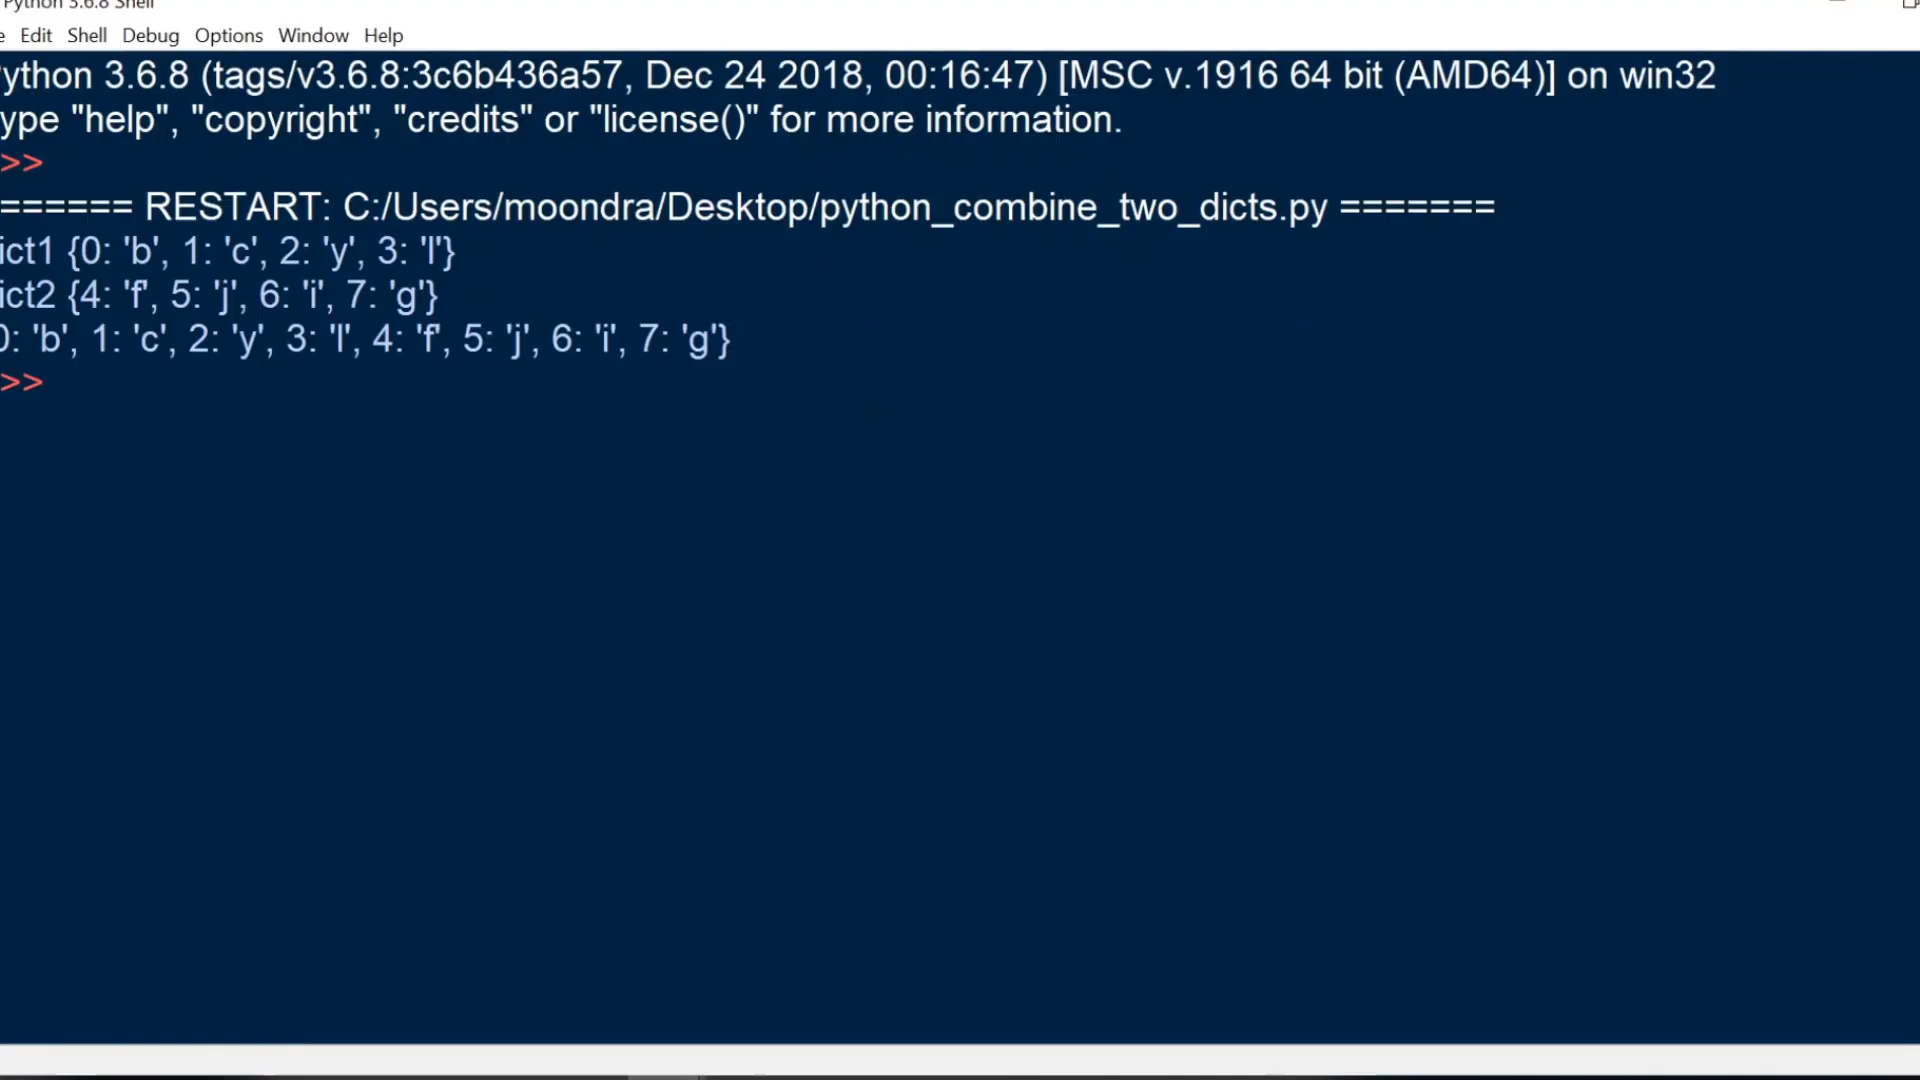 Python 3.6.8 Shell
e Edit Shell Debug Options Window Help
ython 3.6.8 (tags/v3.6.8:3c6b436a57, Dec 24 2018, 00:16:47) [MSC v.1916 64 bit (AMD64)] on win32
ype "help", "copyright", "credits" or "license()" for more information.
>>
====== RESTART: C:/Users/moondra/Desktop/python_combine_two_dicts.py =======
ict1 {0: 'b', 1: 'c', 2: 'y', 3: 'l'}
ict2 {4: 'f', 5: 'j', 6: 'i', 7: 'g'}
0: 'b', 1: 'c', 2: 'y', 3: 'l', 4: 'f', 5: 'j', 6: 'i', 7: 'g'}
>>